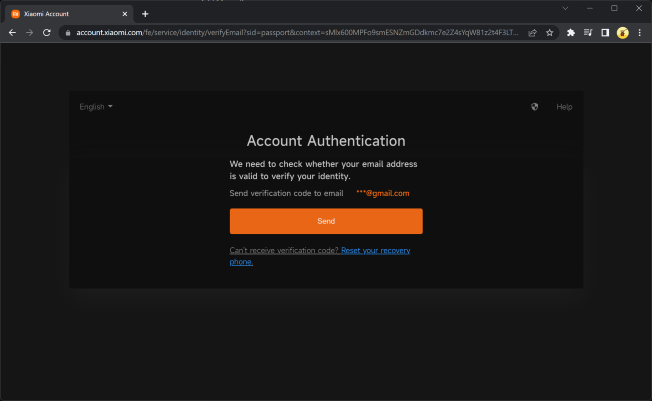 Xiaomi Account
account.xiaomi.com/fe/service/identity/verifyEmail?sid=passport&context=
English
Help
Account Authentication
We need to check whether your email address
is valid to verify your identity.
Send verification code to email ***@gmail.com
Send
Can't receive verification code? Reset your recovery
phone.